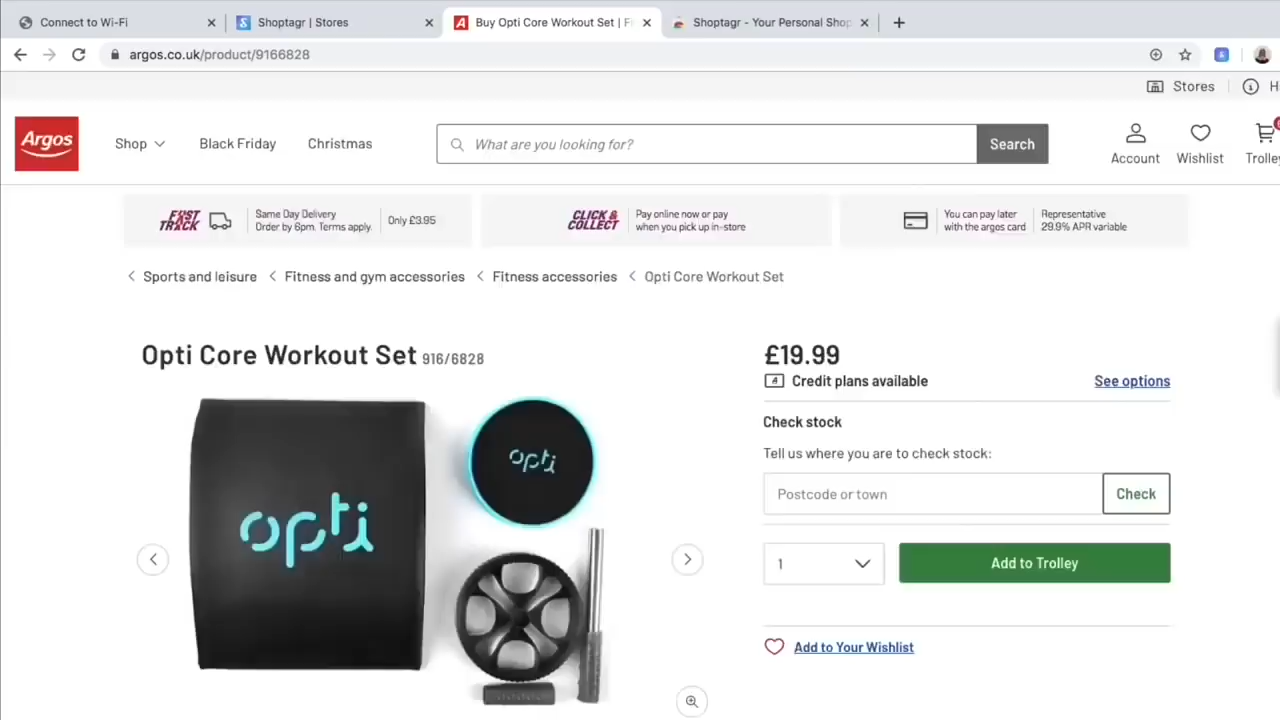 Connect to Wi-Fi
Shoptagr | Stores
Buy Opti Core Workout Set | Fi
Shoptagr - Your Personal Shop
argos.co.uk/product/9166828
Stores
H
Argos
Shop
Black Friday
Christmas
What are you looking for?
Search
Account
Wishlist
Trolley
FAST TRACK
Same Day Delivery
Order by 6pm. Terms apply.
Only £3.95
CLICK & COLLECT
Pay online now or pay
when you pick up in-store
You can pay later
with the argos card
Representative
29.9% APR variable
Sports and leisure
Fitness and gym accessories
Fitness accessories
Opti Core Workout Set
Opti Core Workout Set 916/6828
£19.99
Credit plans available
See options
Check stock
Tell us where you are to check stock:
Postcode or town
Check
1
Add to Trolley
Add to Your Wishlist
opti
opti